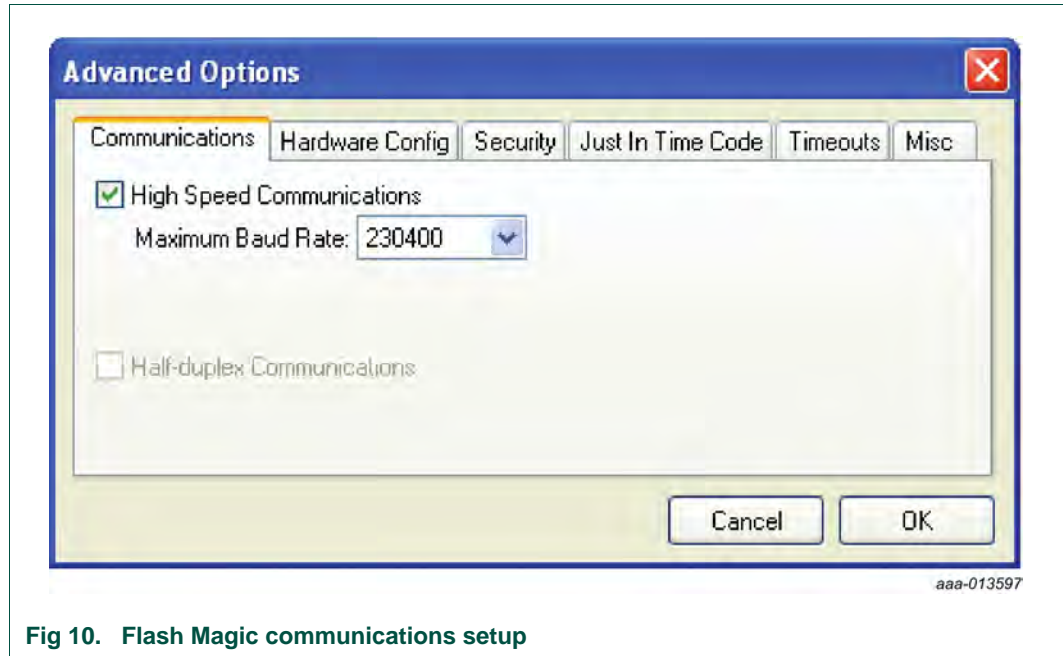 Advanced Options
Communications Hardware Config Security Just In Time Code Timeouts Misc
High Speed Communications
Maximum Baud Rate: 230400
Half-duplex Communications
Cancel OK
aaa-013597
Fig 10. Flash Magic communications setup